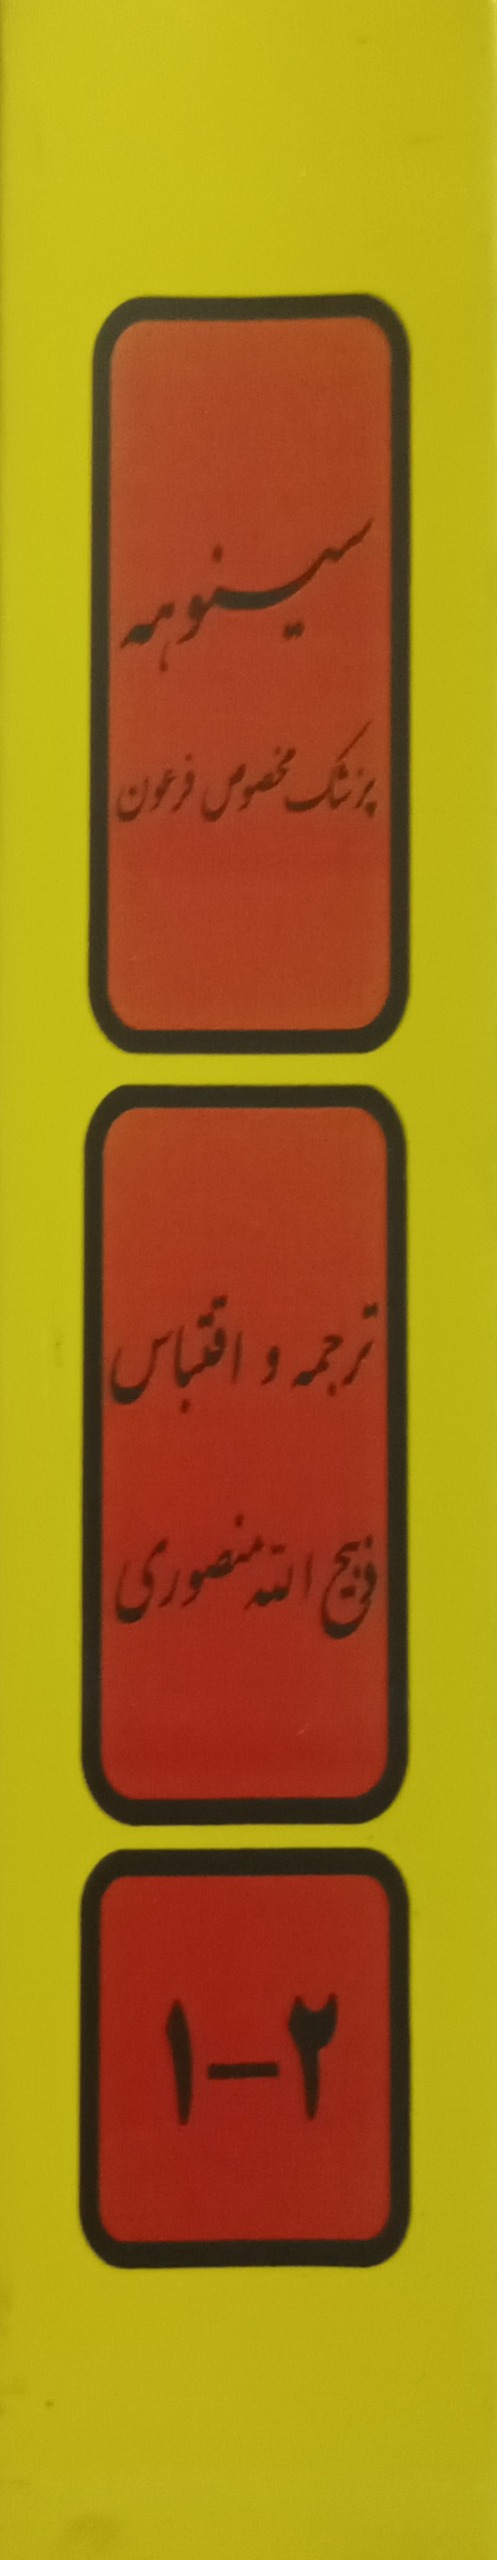 سینوهه
پزشک مخصوص فرعون
ترجمه و اقتباس
ذبیح الله منصوری
۱–۲